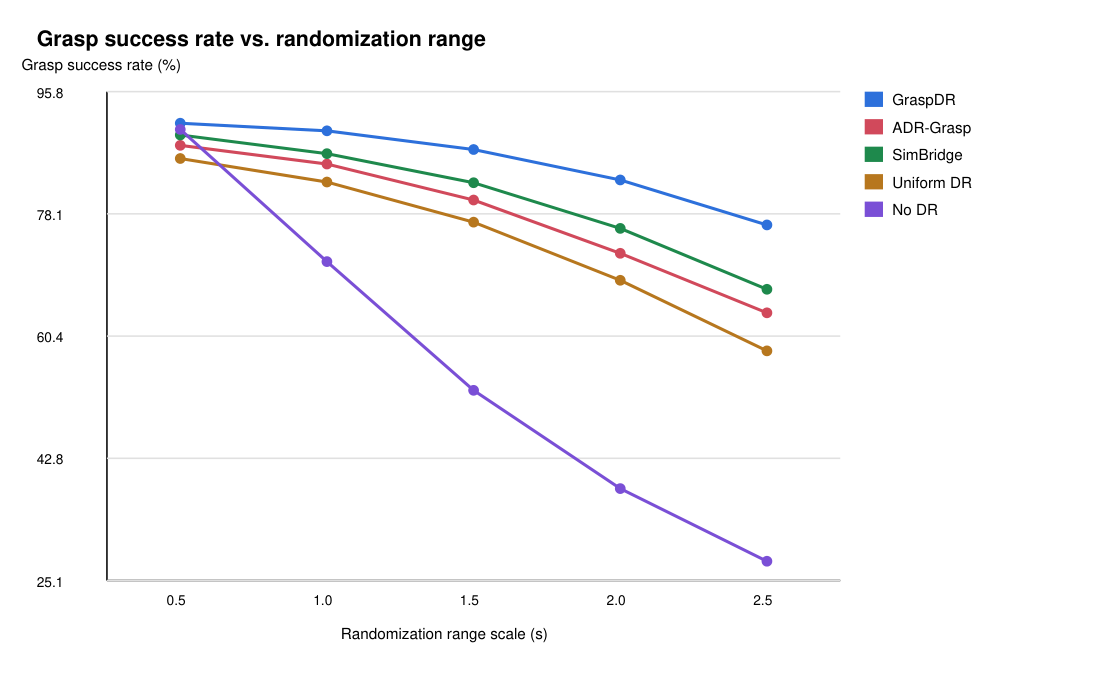 Grasp success rate vs. randomization range
Grasp success rate (%)
95.8
78.1
60.4
42.8
25.1
0.5 1.0 1.5 2.0 2.5
Randomization range scale (s)
GraspDR
ADR-Grasp
SimBridge
Uniform DR
No DR